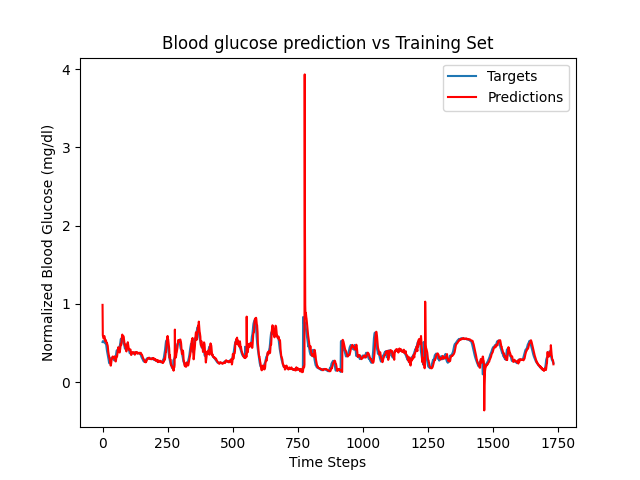 Blood glucose prediction vs Training Set
Targets
Predictions
Normalized Blood Glucose (mg/dl)
4
3
2
1
0
0 250 500 750 1000 1250 1500 1750
Time Steps